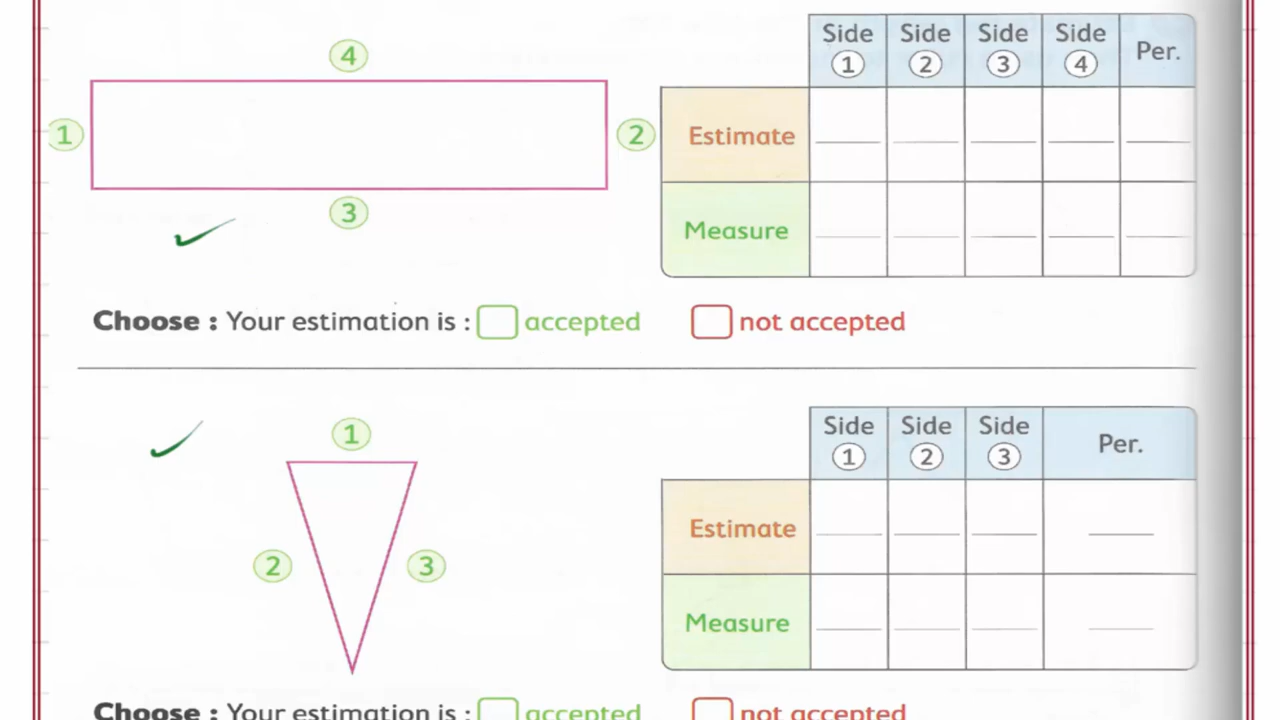 ④
①
②
③
Side ① Side ② Side ③ Side ④ Per.
Estimate
Measure
Choose : Your estimation is : accepted not accepted
①
②
③
Side ① Side ② Side ③ Per.
Estimate
Measure
Choose : Your estimation is : accepted not accepted